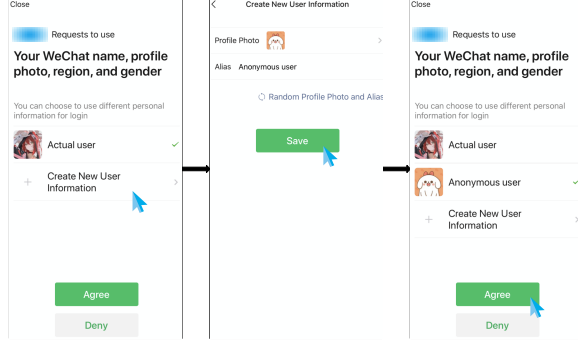 Close
Requests to use
Your WeChat name, profile
photo, region, and gender
You can choose to use different personal
information for login
Actual user
Create New User
Information
Agree
Deny
Create New User Information
Profile Photo
Alias Anonymous user
Random Profile Photo and Alias
Save
Close
Requests to use
Your WeChat name, profile
photo, region, and gender
You can choose to use different personal
information for login
Actual user
Anonymous user
Create New User
Information
Agree
Deny